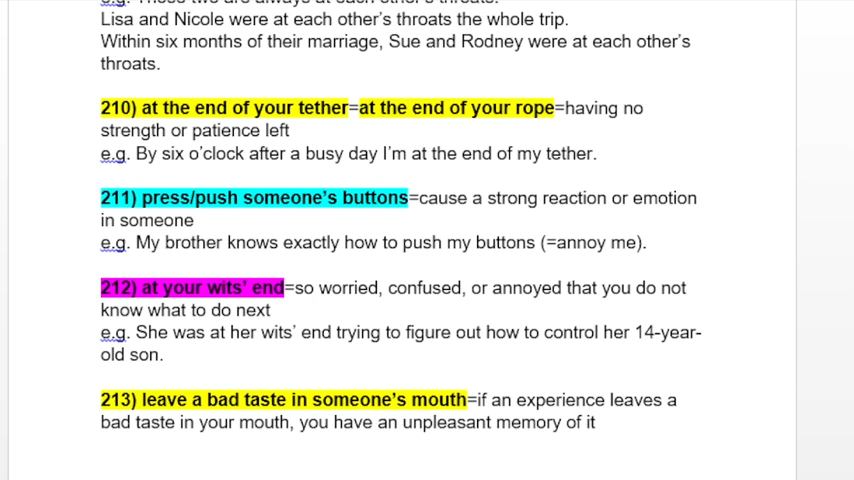 Lisa and Nicole were at each other’s throats the whole trip.
Within six months of their marriage, Sue and Rodney were at each other’s
throats.
210) at the end of your tether=at the end of your rope=having no
strength or patience left
e.g. By six o’clock after a busy day I’m at the end of my tether.
211) press/push someone’s buttons=cause a strong reaction or emotion
in someone
e.g. My brother knows exactly how to push my buttons (=annoy me).
212) at your wits’ end=so worried, confused, or annoyed that you do not
know what to do next
e.g. She was at her wits’ end trying to figure out how to control her 14-year-
old son.
213) leave a bad taste in someone’s mouth=if an experience leaves a
bad taste in your mouth, you have an unpleasant memory of it